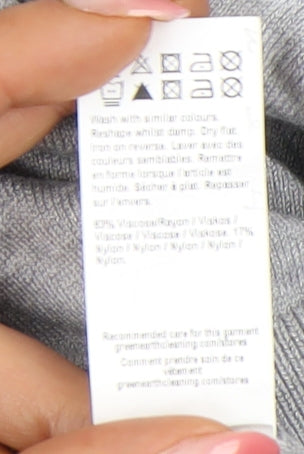 Wash with similar colours.
Reshape whilst damp. Dry flat.
Iron on reverse. Laver avec des
couleurs semblables. Remettre
en forme lorsque l'article est
humide. Sécher à plat. Repasser
sur l'envers.
83% Viscose/Rayon / Viskos /
Viscosa / Viscose / Viskose, 17%
Nylon / Nylon / Nylon / Nylon /
Nylon.
Recommended care for this garment
greenearthcleaning.com/stores
Comment prendre soin de ce
vêtement
greenearthcleaning.com/stores